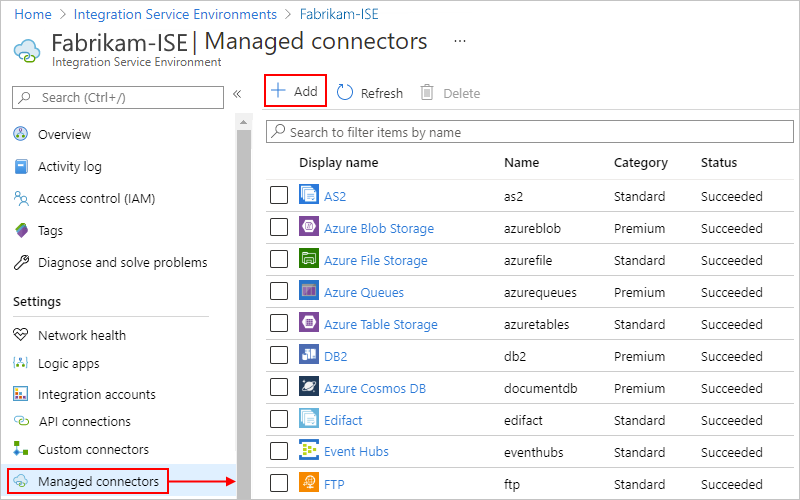 Home > Integration Service Environments > Fabrikam-ISE
Fabrikam-ISE | Managed connectors ...
Integration Service Environment
Search (Ctrl+/) «
Overview
Activity log
Access control (IAM)
Tags
Diagnose and solve problems
Settings
Network health
Logic apps
Integration accounts
API connections
Custom connectors
Managed connectors
+ Add Refresh Delete
Search to filter items by name
Display name Name Category Status
AS2 as2 Standard Succeeded
Azure Blob Storage azureblob Premium Succeeded
Azure File Storage azurefile Standard Succeeded
Azure Queues azurequeues Premium Succeeded
Azure Table Storage azuretables Standard Succeeded
DB2 db2 Premium Succeeded
Azure Cosmos DB documentdb Premium Succeeded
Edifact edifact Standard Succeeded
Event Hubs eventhubs Standard Succeeded
FTP ftp Standard Succeeded